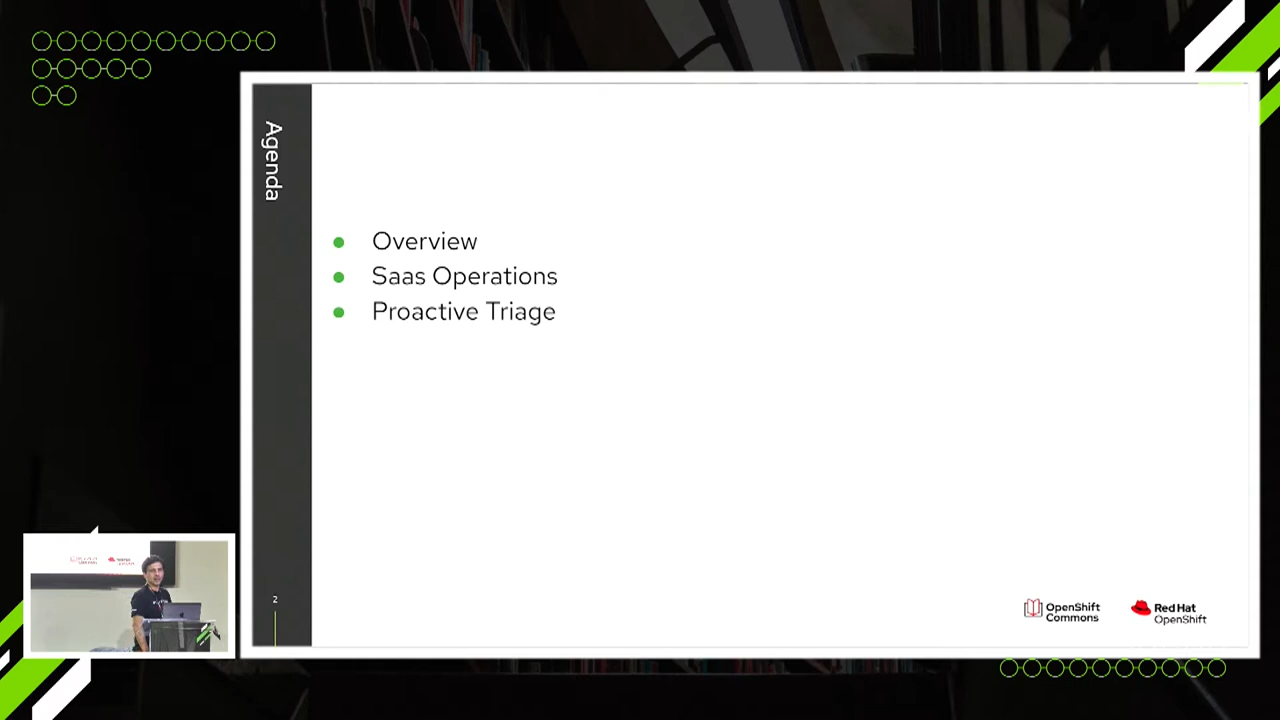 Agenda
Overview
Saas Operations
Proactive Triage
2
OpenShift
Commons
Red Hat
OpenShift